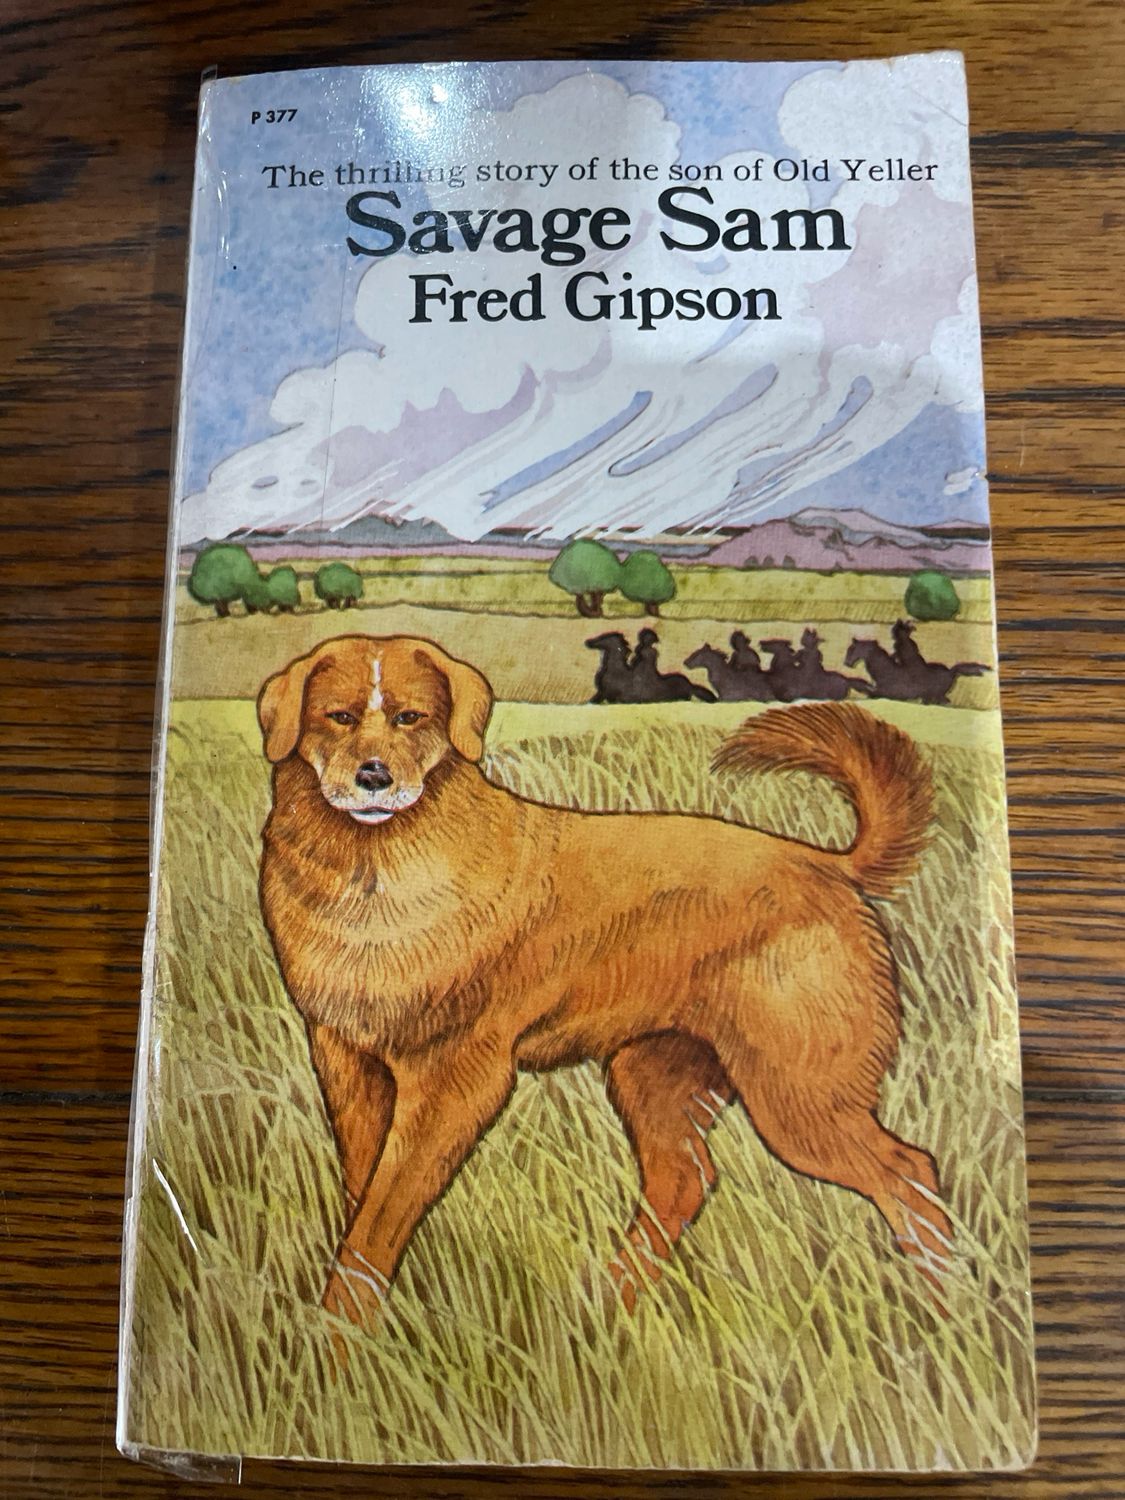 P 377
The thrilling story of the son of Old Yeller
Savage Sam
Fred Gipson